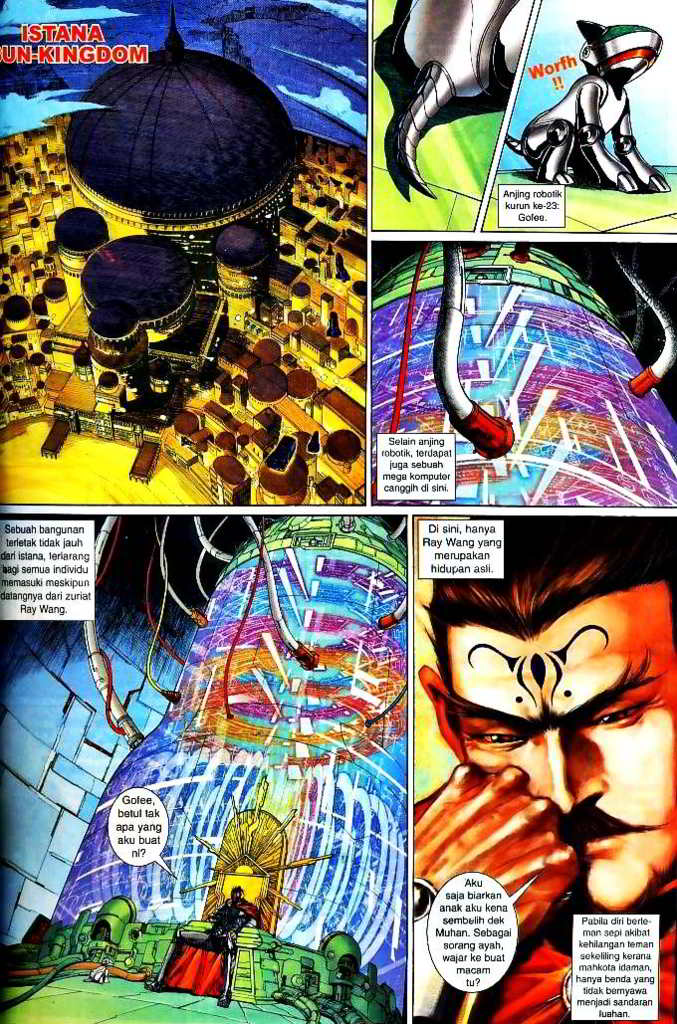 ISTANA
SUN-KINGDOM
Worfh
!!
Anjing robotik
kurun ke-23:
Gofee.
Selain anjing
robotik, terdapat
juga sebuah
mega komputer
canggih di sini.
Sebuah bangunan
terletak tidak jauh
dari istana, terlarang
bagi semua individu
memasuki meskipun
datangnya dari zuriat
Ray Wang.
Di sini, hanya
Ray Wang yang
merupakan
hidupan asli.
Gofee,
betul tak
apa yang
aku buat
ni?
Aku
saja biarkan
anak aku kena
sembelih dek
Muhan. Sebagai
sorang ayah,
wajar ke buat
macam
tu?
Pabila diri berte-
man sepi akibat
kehilangan teman
sekeliling kerana
mahkota idaman,
hanya benda yang
tidak bernyawa
menjadi sandaran
luahan.